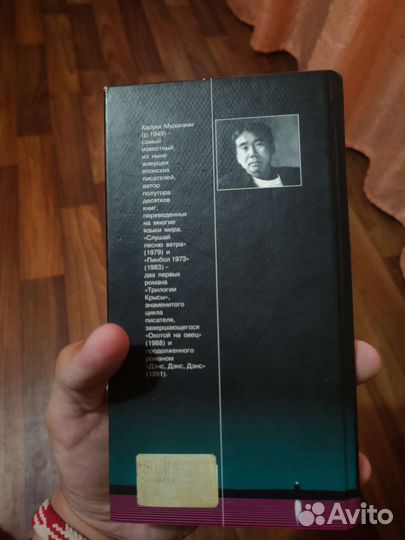 Харуки Мураками
(р.1949) –
самый
известный
из ныне
живущих
японских
писателей,
автор
полутора
десятков
книг,
переведенных
на многие
языки мира.
«Слушай
песню ветра»
(1979) и
«Пинбол 1973»
(1983) –
два первых
романа
«Трилогии
Крысы»,
знаменитого
цикла
писателя,
завершающегося
«Охотой на овец»
(1988) и
продолженного
романом
«Дэнс, Дэнс, Дэнс»
(1991).
Avito